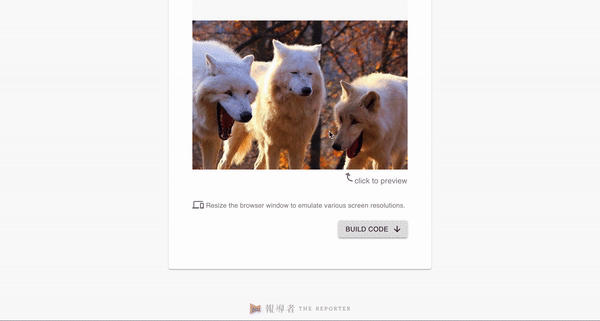 click to preview
Resize the browser window to emulate various screen resolutions.
BUILD CODE
報導者 THE REPORTER